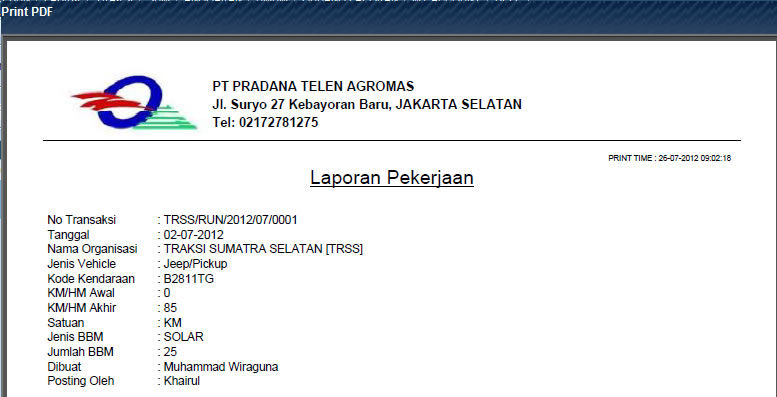 Print PDF
PT PRADANA TELEN AGROMAS
Jl. Suryo 27 Kebayoran Baru, JAKARTA SELATAN
Tel: 02172781275
PRINT TIME : 26-07-2012 09:02:18
Laporan Pekerjaan
No Transaksi : TRSS/RUN/2012/07/0001
Tanggal : 02-07-2012
Nama Organisasi : TRAKSI SUMATRA SELATAN [TRSS]
Jenis Vehicle : Jeep/Pickup
Kode Kendaraan : B2811TG
KM/HM Awal : 0
KM/HM Akhir : 85
Satuan : KM
Jenis BBM : SOLAR
Jumlah BBM : 25
Dibuat : Muhammad Wiraguna
Posting Oleh : Khairul